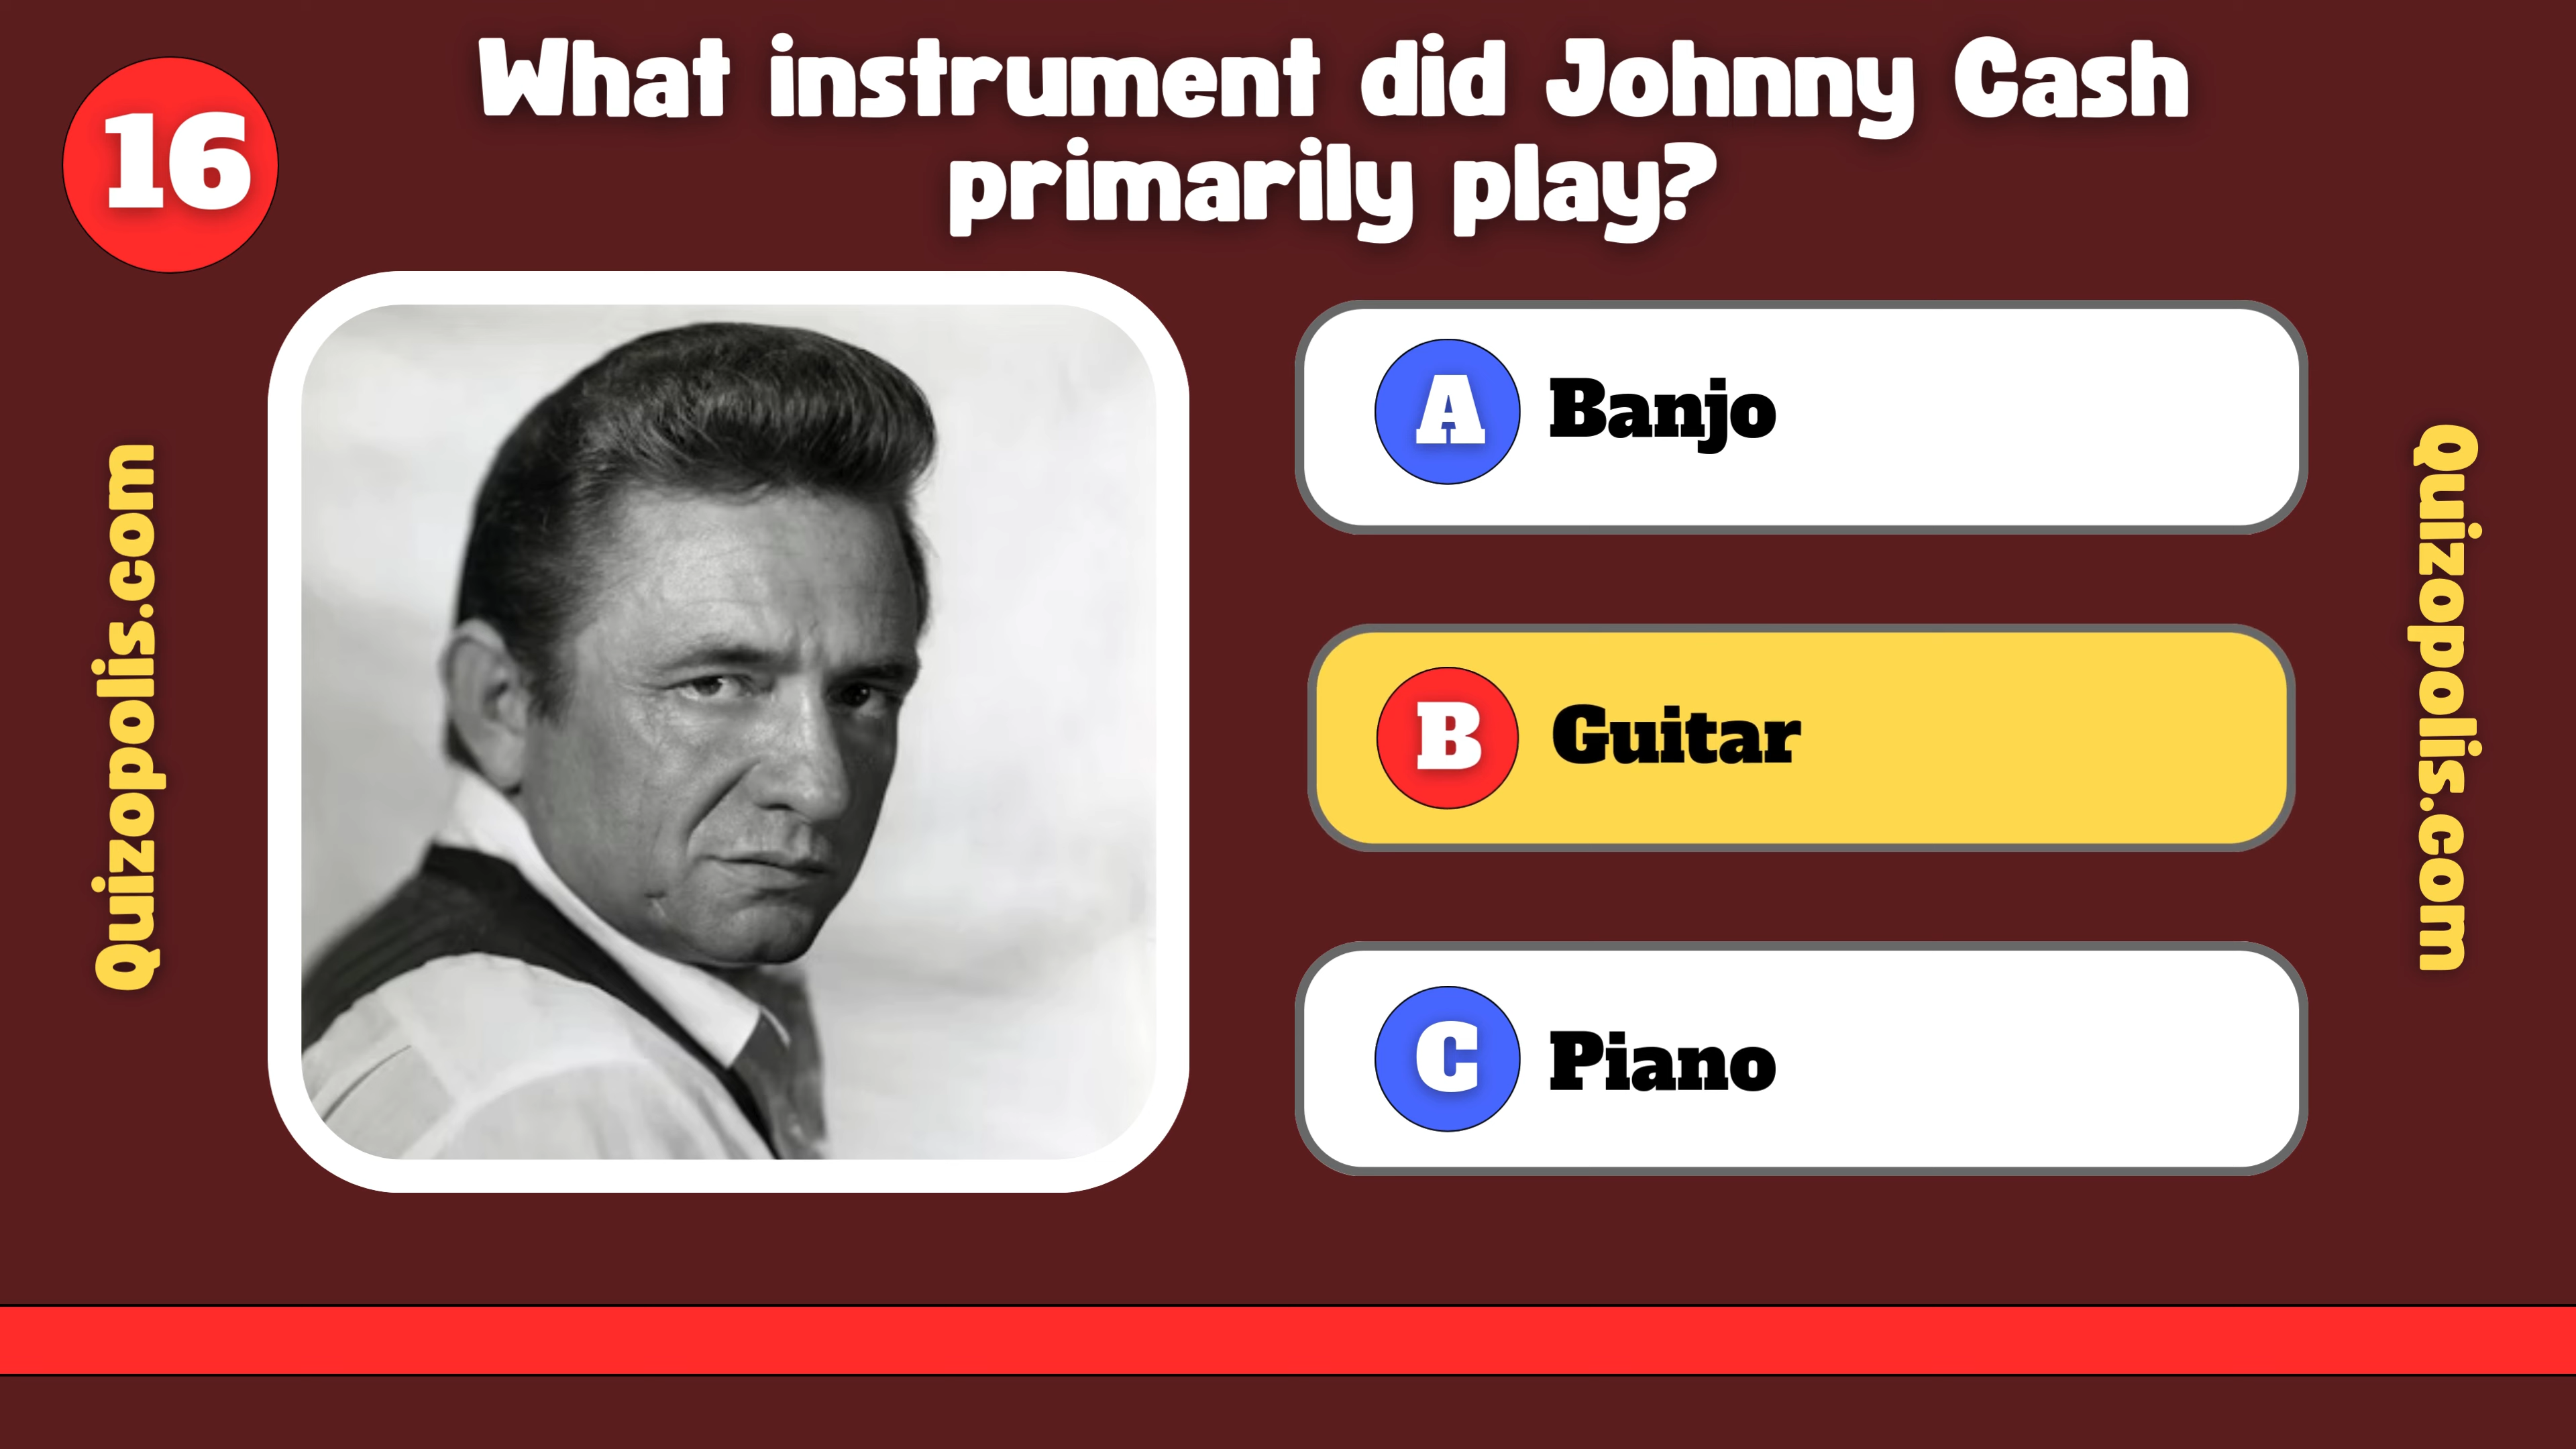 16
What instrument did Johnny Cash
primarily play?
Quizopolis.com
A Banjo
B Guitar
C Piano
Quizopolis.com